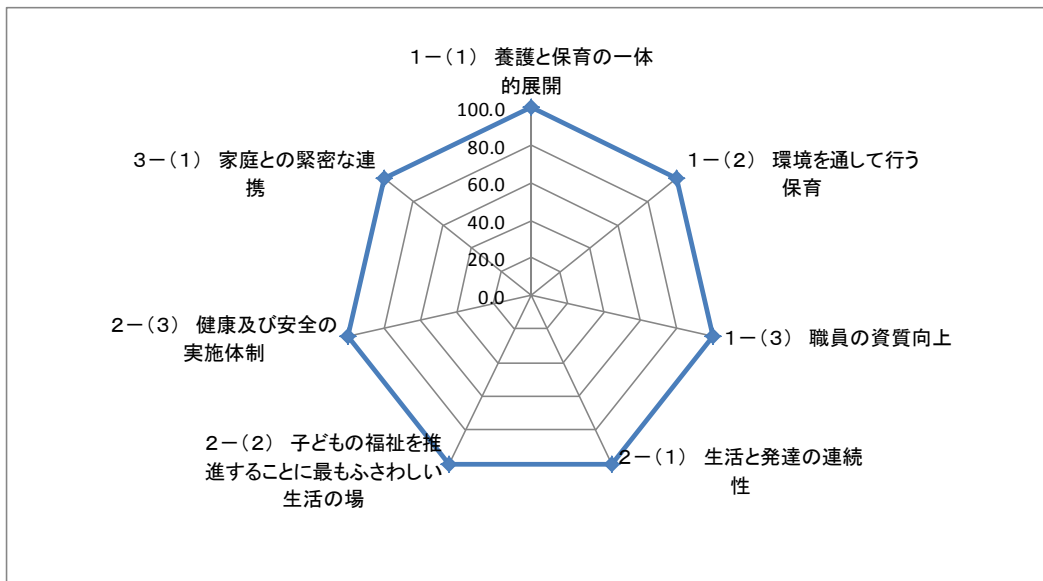 1-(1) 養護と保育の一体
的展開
100.0
80.0
60.0
40.0
20.0
0.0
1-(2) 環境を通して行う
保育
1-(3) 職員の資質向上
2-(1) 生活と発達の連続
性
2-(2) 子どもの福祉を推
進することに最もふさわしい
生活の場
2-(3) 健康及び安全の
実施体制
3-(1) 家庭との緊密な連
携